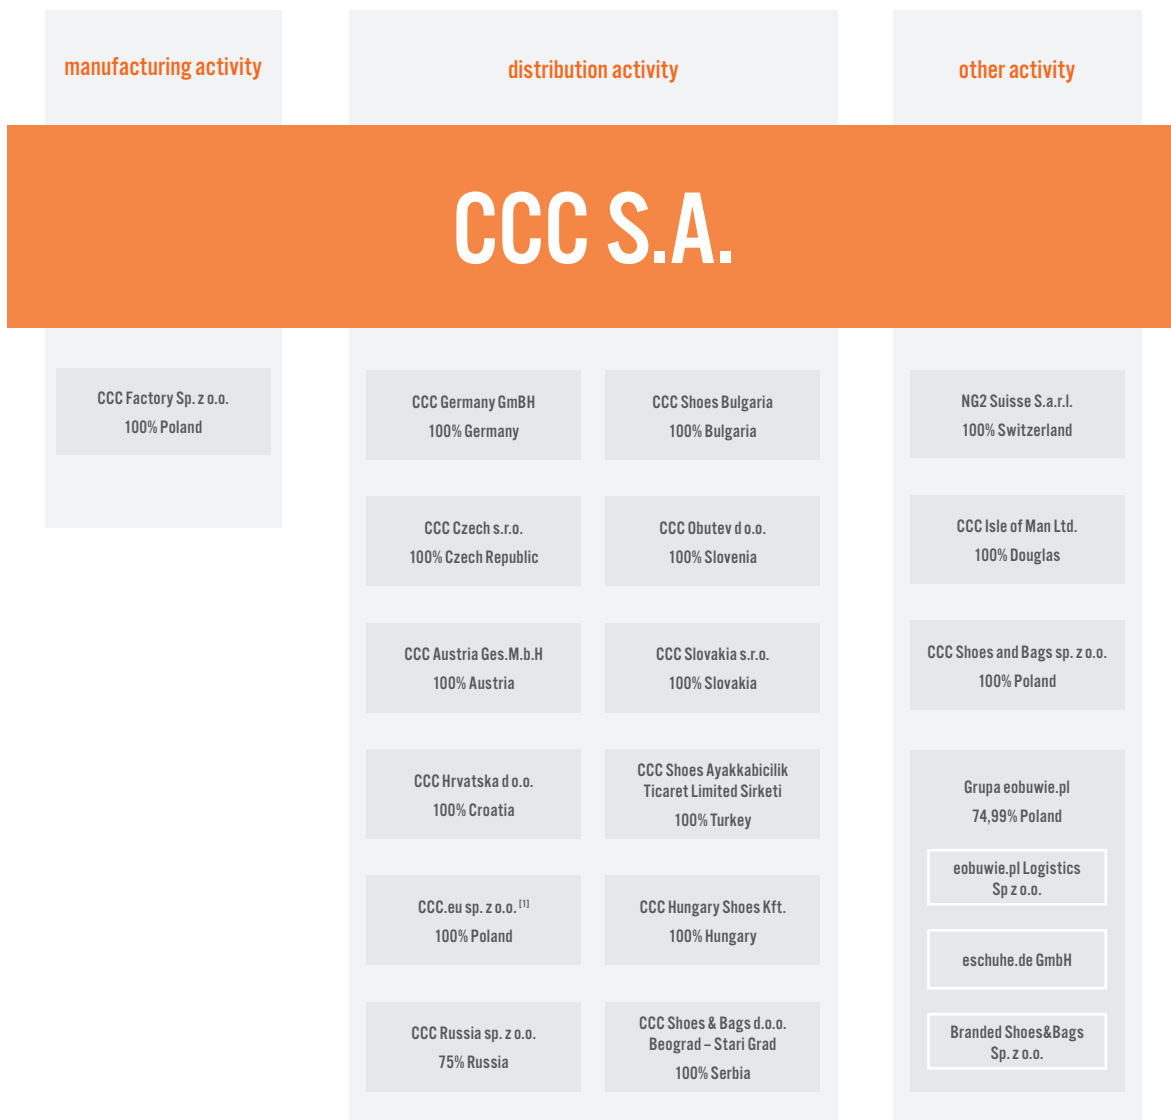 manufacturing activity
distribution activity
other activity
CCC S.A.
CCC Factory Sp. z o.o.
100% Poland
CCC Germany GmBH
100% Germany
CCC Shoes Bulgaria
100% Bulgaria
NG2 Suisse S.a.r.l.
100% Switzerland
CCC Czech s.r.o.
100% Czech Republic
CCC Obutev d o.o.
100% Slovenia
CCC Isle of Man Ltd.
100% Douglas
CCC Austria Ges.M.b.H
100% Austria
CCC Slovakia s.r.o.
100% Slovakia
CCC Shoes and Bags sp. z o.o.
100% Poland
CCC Hrvatska d o.o.
100% Croatia
CCC Shoes Ayakkabicilik
Ticaret Limited Sirketi
100% Turkey
Grupa eobuwie.pl
74,99% Poland
eobuwie.pl Logistics
Sp z o.o.
CCC.eu sp. z o.o. [1]
100% Poland
CCC Hungary Shoes Kft.
100% Hungary
eschuhe.de GmbH
CCC Russia sp. z o.o.
75% Russia
CCC Shoes & Bags d.o.o.
Beograd – Stari Grad
100% Serbia
Branded Shoes&Bags
Sp. z o.o.